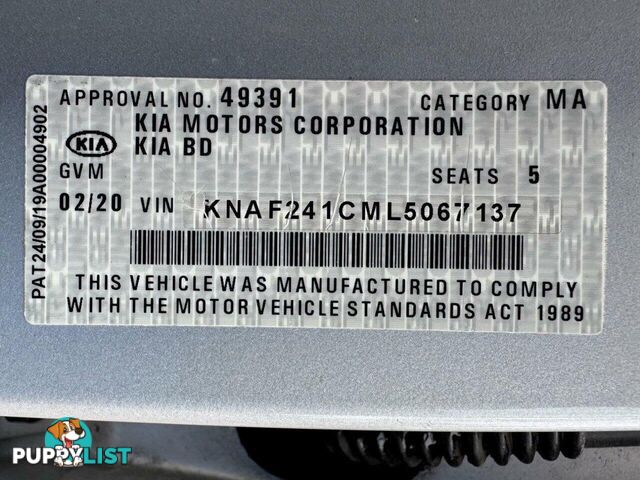 APPROVAL NO. 49391 CATEGORY MA
KIA KIA MOTORS CORPORATION
KIA BD
GVM SEATS 5
02/20 VIN KNAF241CML5067137
THIS VEHICLE WAS MANUFACTURED TO COMPLY
WITH THE MOTOR VEHICLE STANDARDS ACT 1989
PAT24/09/19A00004902
PUPPYLIST